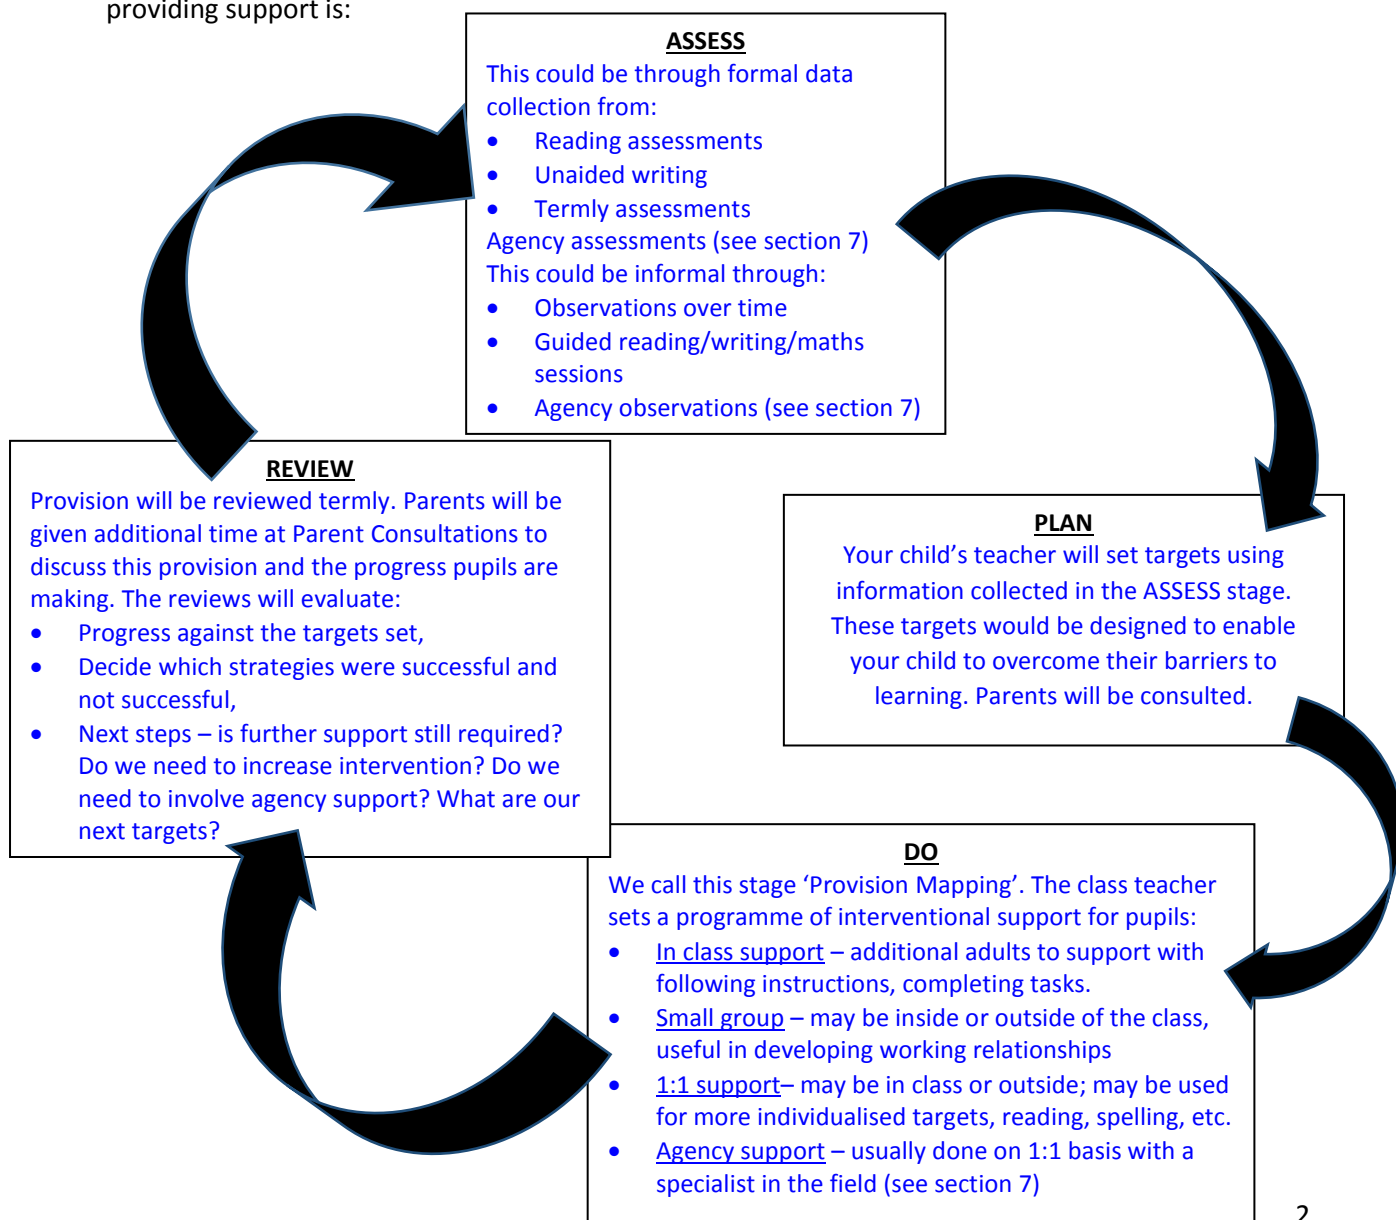 providing support is:
ASSESS
This could be through formal data
collection from:
• Reading assessments
• Unaided writing
• Termly assessments
Agency assessments (see section 7)
This could be informal through:
• Observations over time
• Guided reading/writing/maths
sessions
• Agency observations (see section 7)
PLAN
Your child’s teacher will set targets using
information collected in the ASSESS stage.
These targets would be designed to enable
your child to overcome their barriers to
learning. Parents will be consulted.
DO
We call this stage ‘Provision Mapping’. The class teacher
sets a programme of interventional support for pupils:
• In class support – additional adults to support with
following instructions, completing tasks.
• Small group – may be inside or outside of the class,
useful in developing working relationships
• 1:1 support– may be in class or outside; may be used
for more individualised targets, reading, spelling, etc.
• Agency support – usually done on 1:1 basis with a
specialist in the field (see section 7)
REVIEW
Provision will be reviewed termly. Parents will be
given additional time at Parent Consultations to
discuss this provision and the progress pupils are
making. The reviews will evaluate:
• Progress against the targets set,
• Decide which strategies were successful and
not successful,
• Next steps – is further support still required?
Do we need to increase intervention? Do we
need to involve agency support? What are our
next targets?
2